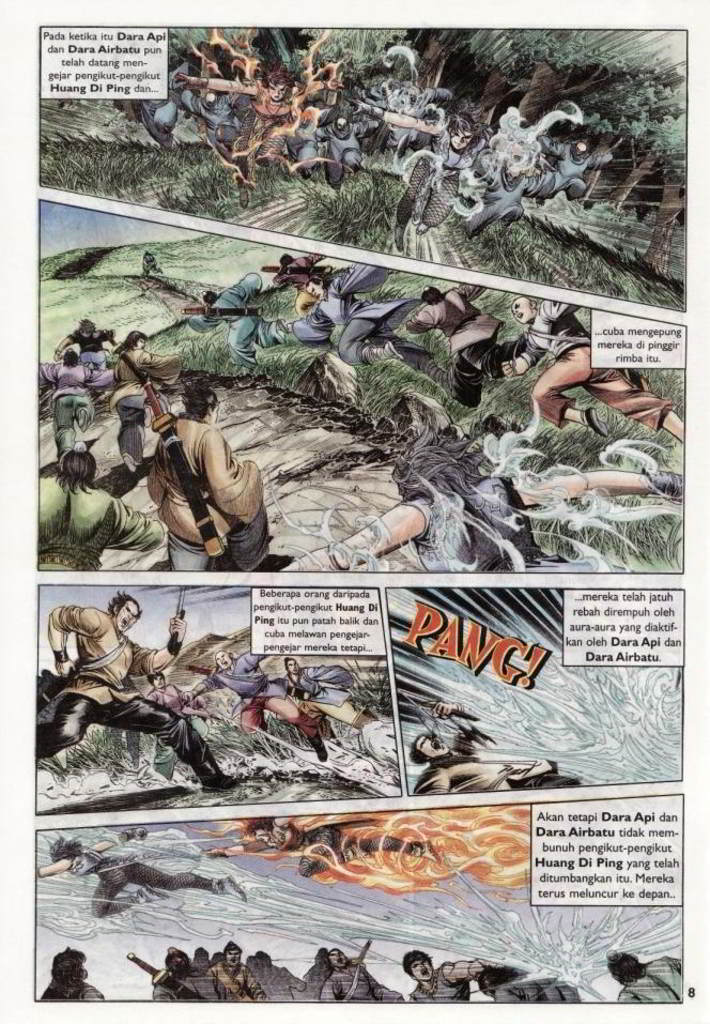 Pada ketika itu Dara Api
dan Dara Airbatu pun
telah datang men-
gejar pengikut-pengikut
Huang Di Ping dan...
...cuba mengepung
mereka di pinggir
rimba itu.
Beberapa orang daripada
pengikut-pengikut Huang Di
Ping itu pun patah balik dan
cuba melawan pengejar-
pengejar mereka tetapi...
...mereka telah jatuh
rebah dirempuh oleh
aura-aura yang diaktif-
kan oleh Dara Api dan
Dara Airbatu.
PANG!
Akan tetapi Dara Api dan
Dara Airbatu tidak mem-
bunuh pengikut-pengikut
Huang Di Ping yang telah
ditumbangkan itu. Mereka
terus meluncur ke depan..
8